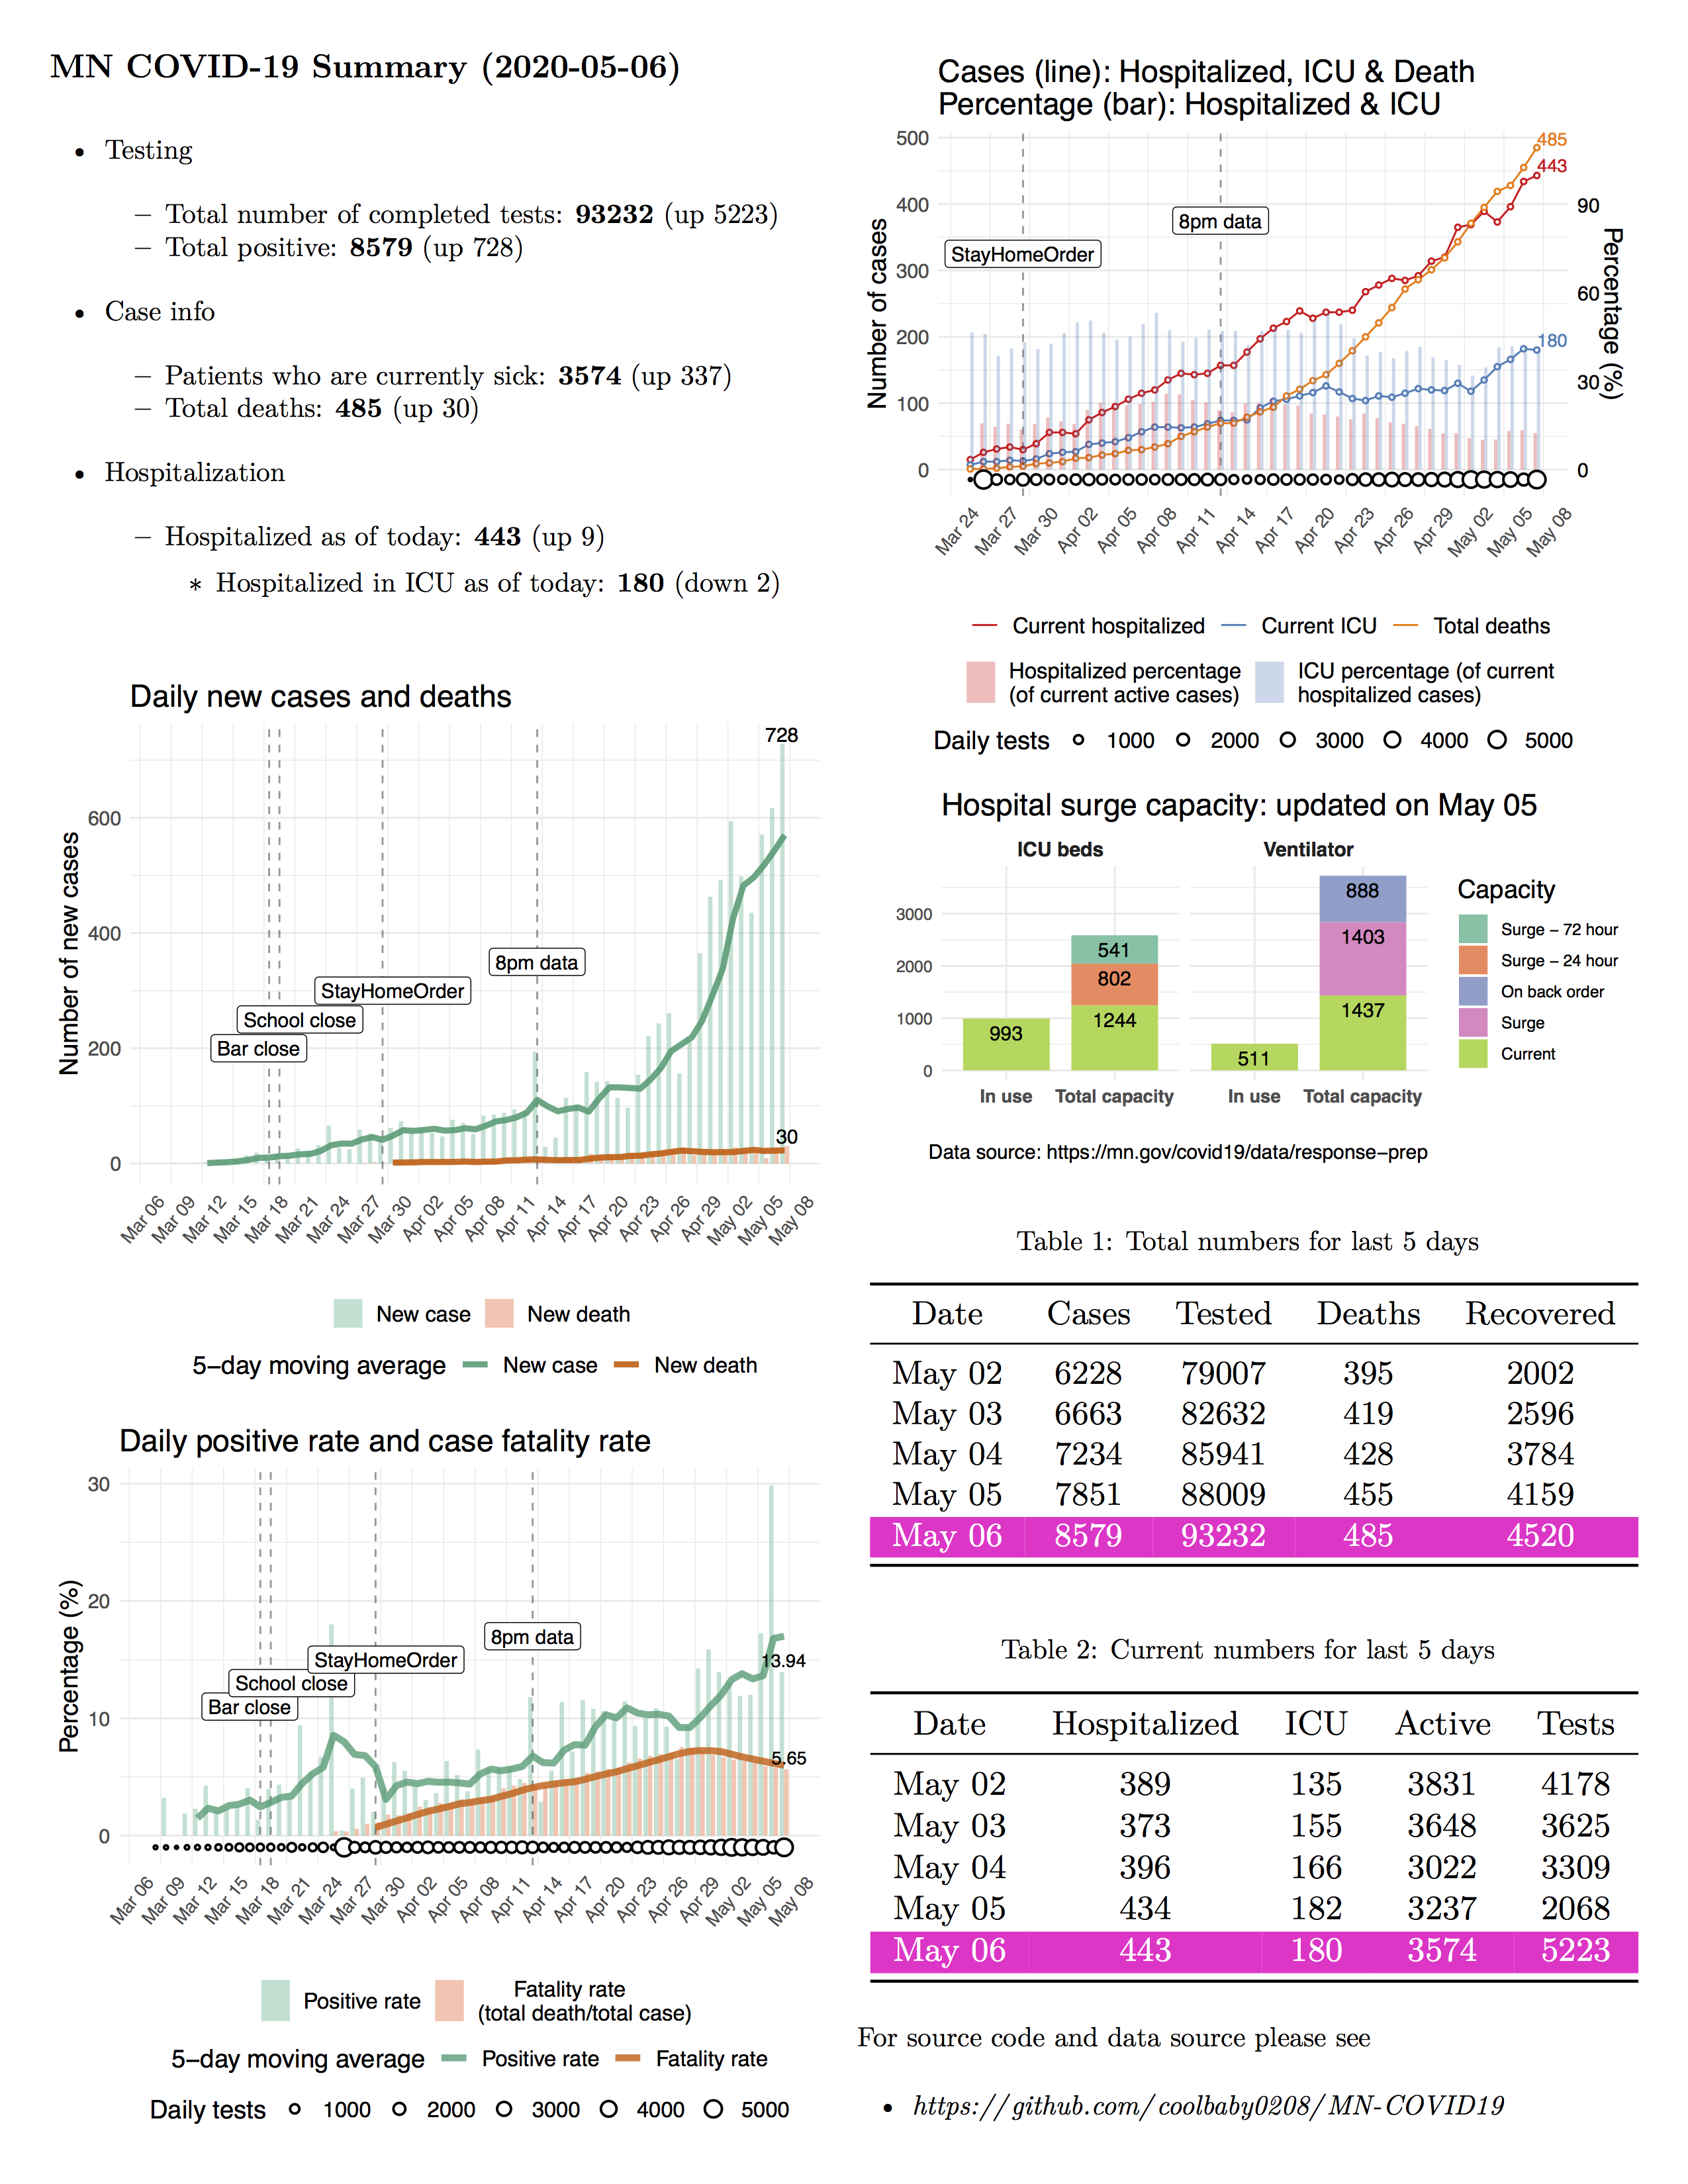 MN COVID-19 Summary (2020-05-06)
• Testing
– Total number of completed tests: 93232 (up 5223)
– Total positive: 8579 (up 728)
• Case info
– Patients who are currently sick: 3574 (up 337)
– Total deaths: 485 (up 30)
• Hospitalization
– Hospitalized as of today: 443 (up 9)
∗ Hospitalized in ICU as of today: 180 (down 2)
Daily new cases and deaths
Number of new cases
728
600
400
200
0
8pm data
StayHomeOrder
School close
Bar close
30
Mar 06 Mar 09 Mar 12 Mar 15 Mar 18 Mar 21 Mar 24 Mar 27 Mar 30 Apr 02 Apr 05 Apr 08 Apr 11 Apr 14 Apr 17 Apr 20 Apr 23 Apr 26 Apr 29 May 02 May 05 May 08
New case New death
5−day moving average New case New death
Daily positive rate and case fatality rate
Percentage (%)
30
20
10
0
8pm data
StayHomeOrder
School close
Bar close
13.94
5.65
Mar 06 Mar 09 Mar 12 Mar 15 Mar 18 Mar 21 Mar 24 Mar 27 Mar 30 Apr 02 Apr 05 Apr 08 Apr 11 Apr 14 Apr 17 Apr 20 Apr 23 Apr 26 Apr 29 May 02 May 05 May 08
Positive rate Fatality rate
(total death/total case)
5−day moving average Positive rate Fatality rate
Daily tests 1000 2000 3000 4000 5000
Cases (line): Hospitalized, ICU & Death
Percentage (bar): Hospitalized & ICU
Number of cases
500
400
300
200
100
0
StayHomeOrder
8pm data
485
443
180
90
60
30
0
Percentage (%)
Mar 24 Mar 27 Mar 30 Apr 02 Apr 05 Apr 08 Apr 11 Apr 14 Apr 17 Apr 20 Apr 23 Apr 26 Apr 29 May 02 May 05 May 08
Current hospitalized Current ICU Total deaths
Hospitalized percentage ICU percentage (of current
(of current active cases) hospitalized cases)
Daily tests 1000 2000 3000 4000 5000
Hospital surge capacity: updated on May 05
ICU beds Ventilator
3000
2000
1000
0
993
541
802
1244
511
888
1403
1437
In use Total capacity In use Total capacity
Capacity
Surge − 72 hour
Surge − 24 hour
On back order
Surge
Current
Data source: https://mn.gov/covid19/data/response−prep
Table 1: Total numbers for last 5 days
Date Cases Tested Deaths Recovered
May 02 6228 79007 395 2002
May 03 6663 82632 419 2596
May 04 7234 85941 428 3784
May 05 7851 88009 455 4159
May 06 8579 93232 485 4520
Table 2: Current numbers for last 5 days
Date Hospitalized ICU Active Tests
May 02 389 135 3831 4178
May 03 373 155 3648 3625
May 04 396 166 3022 3309
May 05 434 182 3237 2068
May 06 443 180 3574 5223
For source code and data source please see
• https://github.com/coolbaby0208/MN-COVID19